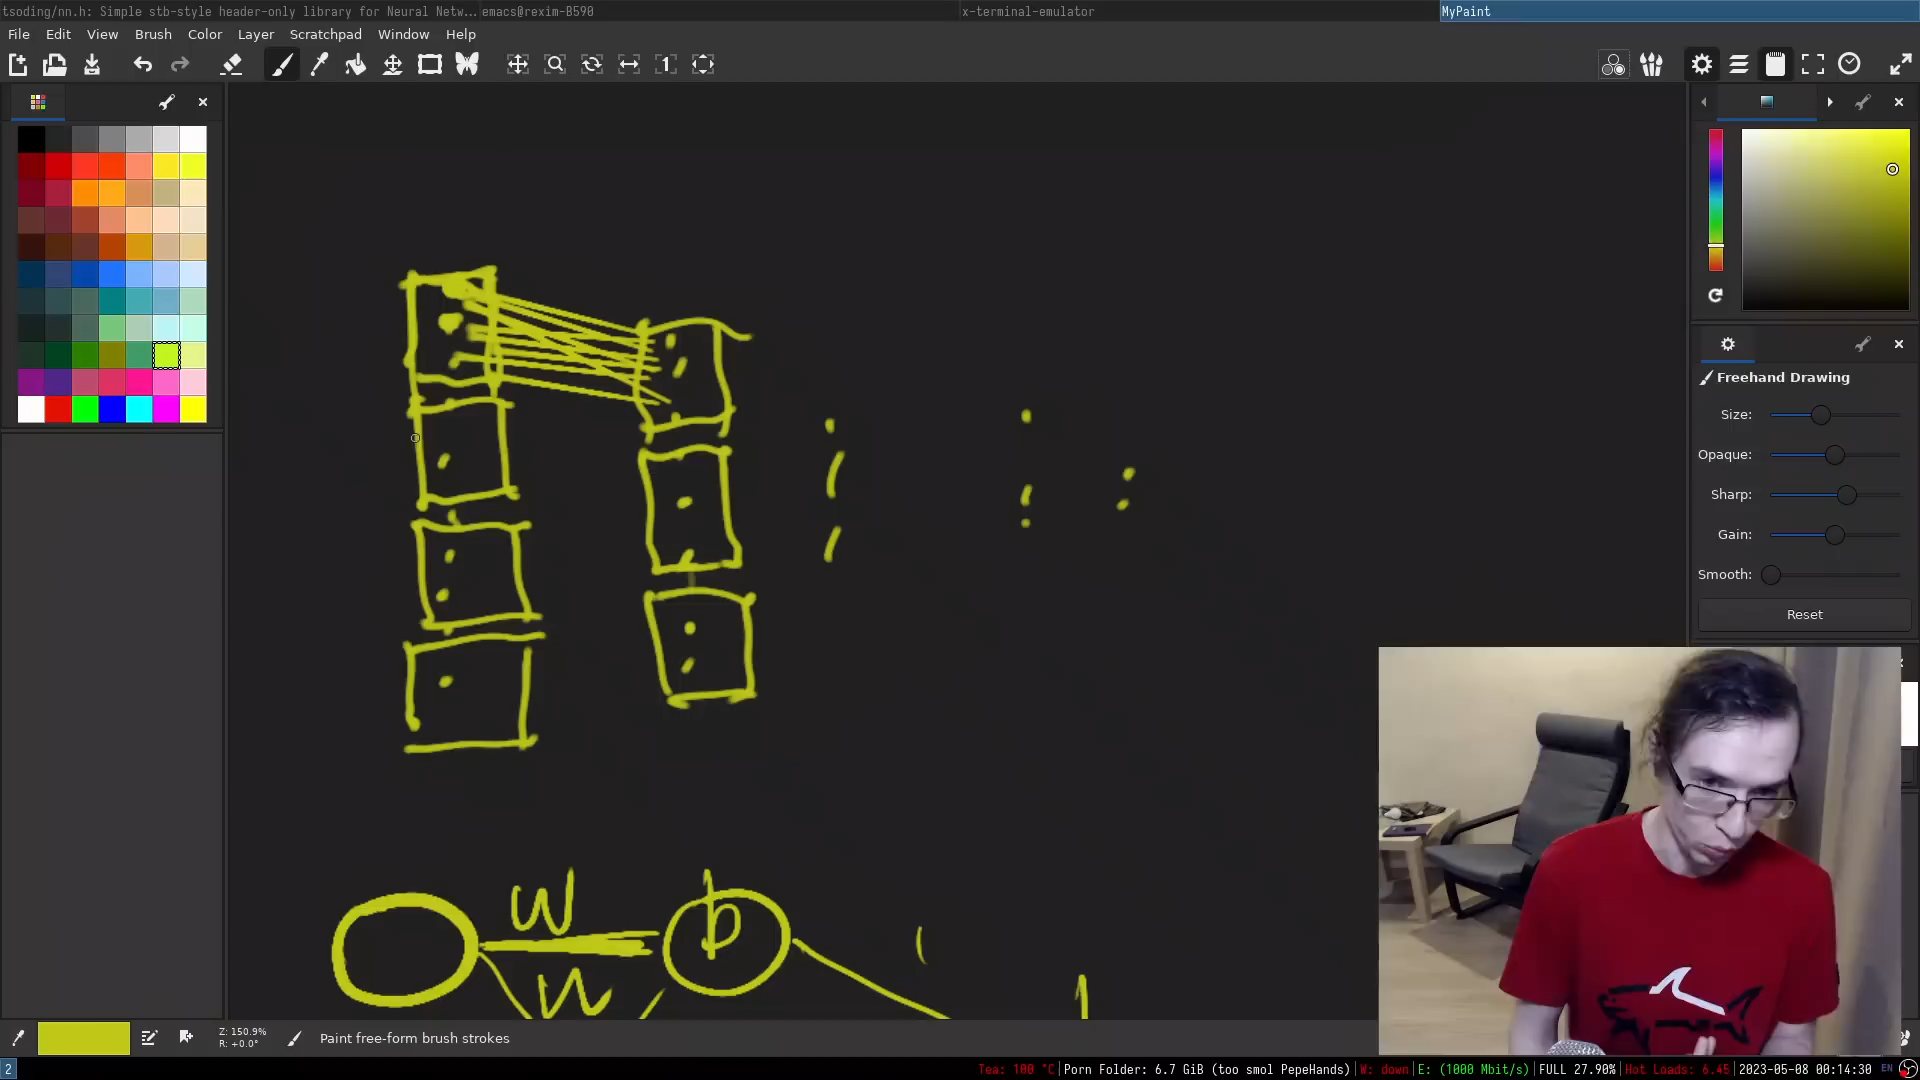 tsoding/nn.h: Simple stb-style header-only library for Neural Netw... emacs@rexim-B590 x-terminal-emulator MyPaint
File Edit View Brush Color Layer Scratchpad Window Help
Freehand Drawing
Size:
Opaque:
Sharp:
Gain:
Smooth:
Reset
W
b
W
Z: 150.9%
R: +0.0°
Paint free-form brush strokes
2 Tea: 100 °C Porn Folder: 6.7 GiB (too smol PepeHands) W: down E: (1000 Mbit/s) FULL 27.90% Hot Loads: 6.45 2023-05-08 00:14:30 EN